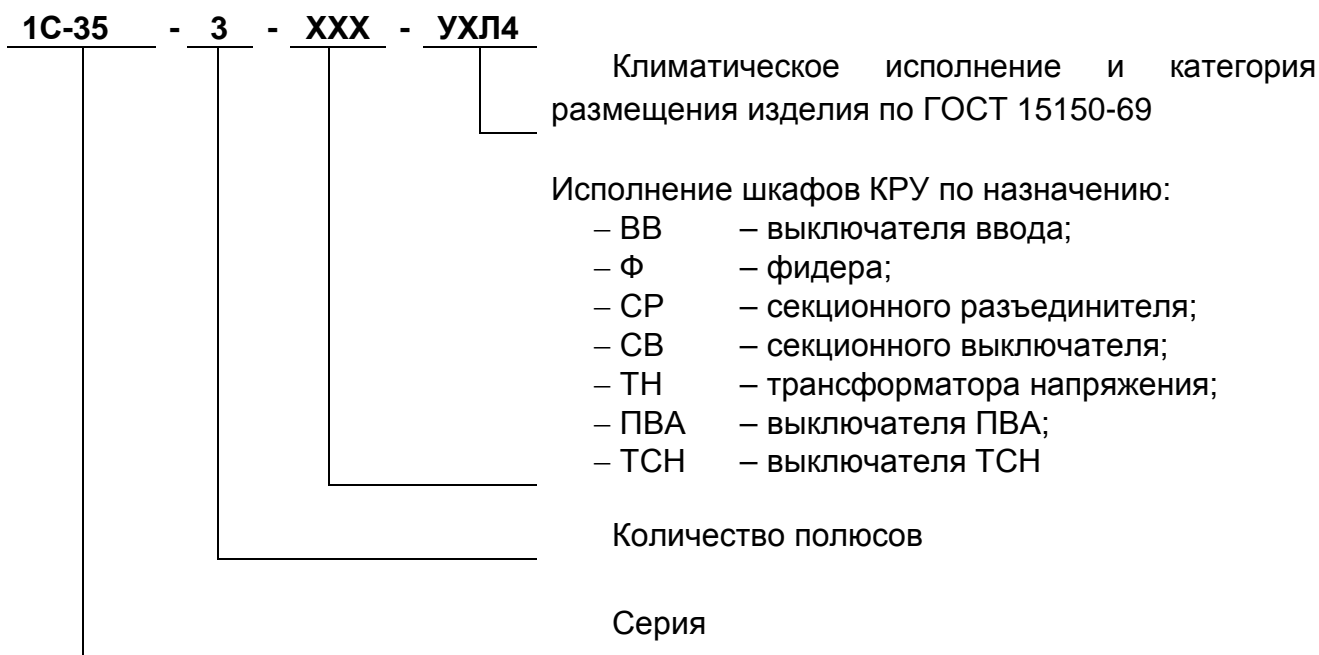 1С-35 - 3 - ХХХ - УХЛ4
Климатическое исполнение и категория
размещения изделия по ГОСТ 15150-69
Исполнение шкафов КРУ по назначению:
– ВВ – выключателя ввода;
– Ф – фидера;
– СР – секционного разъединителя;
– СВ – секционного выключателя;
– ТН – трансформатора напряжения;
– ПВА – выключателя ПВА;
– ТСН – выключателя ТСН
Количество полюсов
Серия